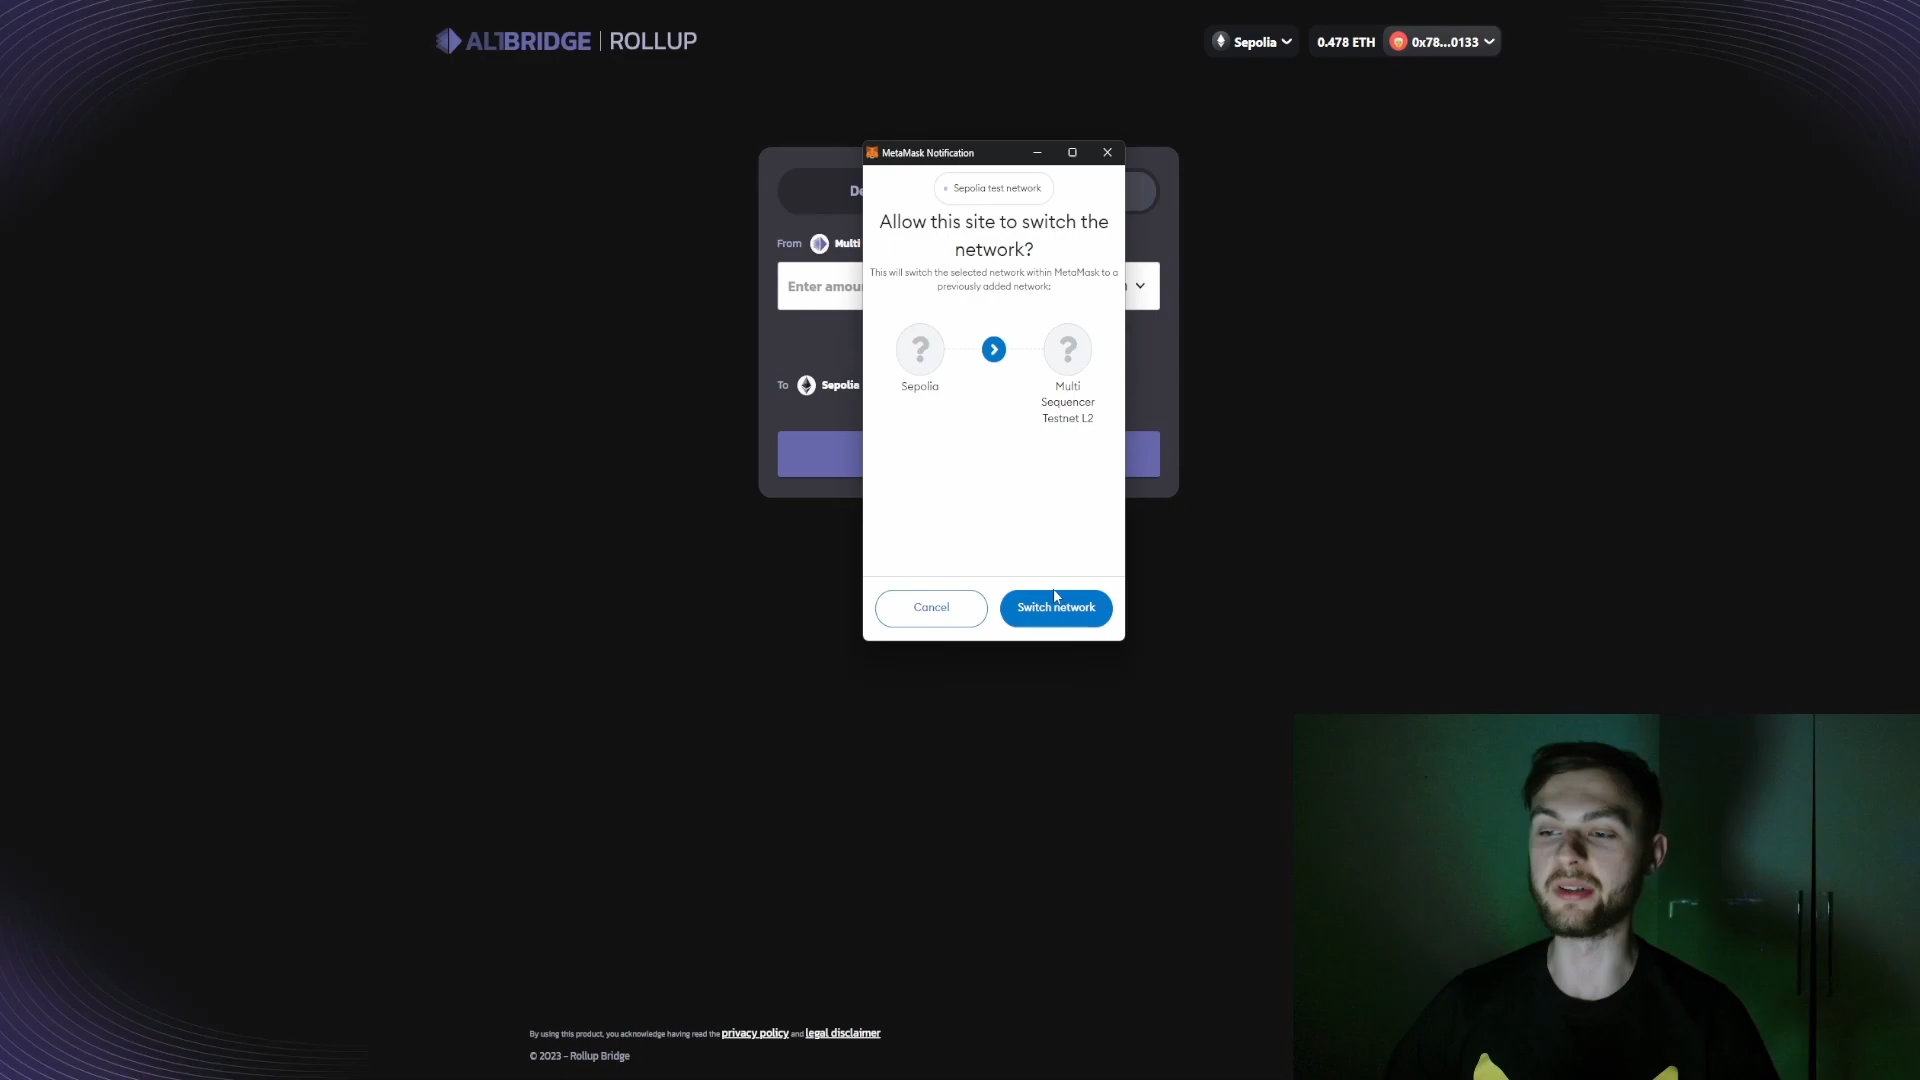 ALTBRIDGE | ROLLUP
Sepolia
0.478 ETH
0x78...0133
MetaMask Notification
Sepolia test network
Allow this site to switch the
network?
This will switch the selected network within MetaMask to a
previously added network:
Sepolia
Multi
Sequencer
Testnet L2
Cancel
Switch network
From
Multi
Enter amou
To
Sepolia
By using this product, you acknowledge having read the privacy policy and legal disclaimer
© 2023 - Rollup Bridge